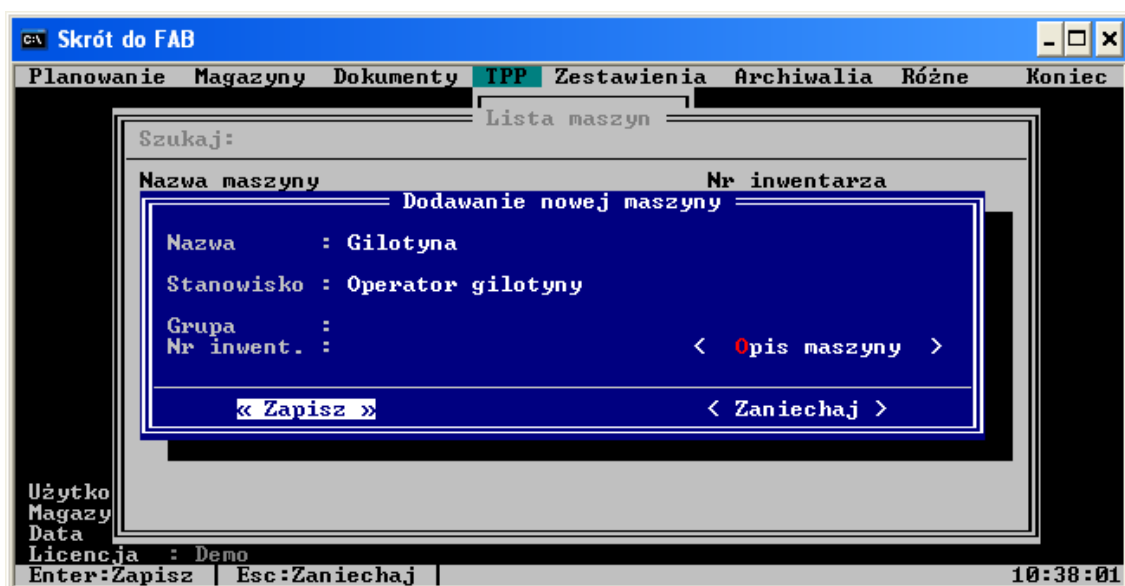 Skrót do FAB
Planowanie Magazyny Dokumenty TPP Zestawienia Archiwalia Różne Koniec
Lista maszyn
Szukaj:
Nazwa maszyny Nr inwentarza
Dodawanie nowej maszyny
Nazwa : Gilotyna
Stanowisko : Operator gilotyny
Grupa :
Nr inwent. : < Opis maszyny >
« Zapisz » < Zaniechaj >
Użytko
Magazy
Data
Licencja : Demo
Enter:Zapisz | Esc:Zaniechaj | 10:38:01